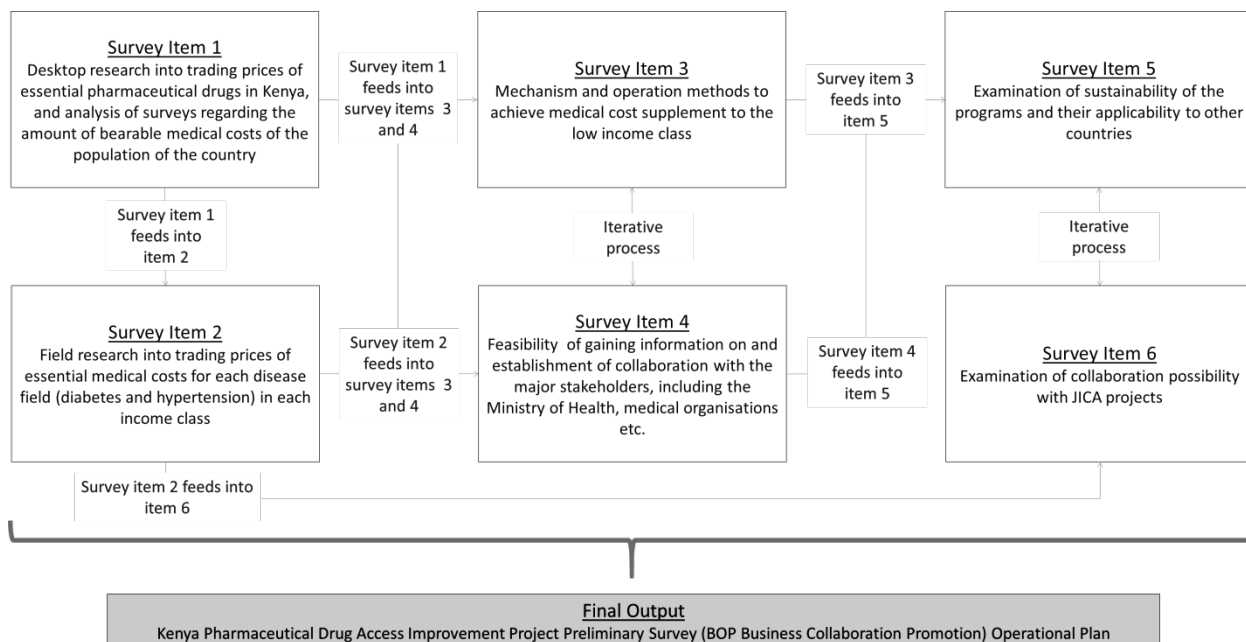 Survey Item 1
Desktop research into trading prices of
essential pharmaceutical drugs in Kenya,
and analysis of surveys regarding the
amount of bearable medical costs of the
population of the country
Survey item 1
feeds into
survey items 3
and 4
Survey Item 3
Mechanism and operation methods to
achieve medical cost supplement to the
low income class
Survey item 3
feeds into
item 5
Survey Item 5
Examination of sustainability of the
programs and their applicability to other
countries
Survey item 1
feeds into
item 2
Iterative
process
Iterative
process
Survey Item 2
Field research into trading prices of
essential medical costs for each disease
field (diabetes and hypertension) in each
income class
Survey item 2
feeds into
survey items 3
and 4
Survey Item 4
Feasibility of gaining information on and
establishment of collaboration with the
major stakeholders, including the
Ministry of Health, medical organisations
etc.
Survey item 4
feeds into
item 5
Survey Item 6
Examination of collaboration possibility
with JICA projects
Survey item 2 feeds into
item 6
Final Output
Kenya Pharmaceutical Drug Access Improvement Project Preliminary Survey (BOP Business Collaboration Promotion) Operational Plan